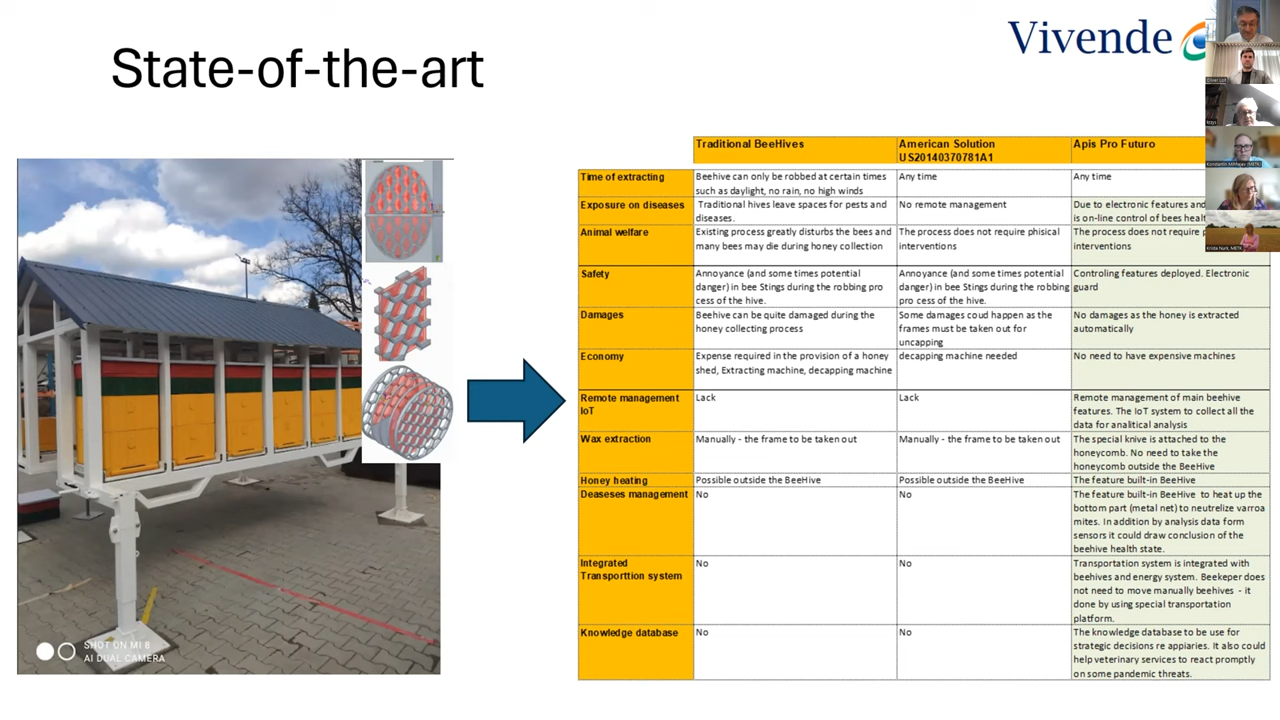 State-of-the-art
Vivende
Traditional BeeHives
American Solution
US20140370781A1
Apis Pro Futuro
Time of extracting
Beehive can only be robbed at certain times
such as daylight, no rain, no high winds
Any time
Any time
Exposure on diseases
Traditional hives leave spaces for pests and
diseases.
No remote management
Due to electronic features and
is on-line control of bees
Animal welfare
Existing process greatly disturbs the bees and
many bees may die during honey collection
The process does not require phisical
interventions
The process does not require
interventions
Safety
Annoyance (and some times potential
danger) in bee Stings during the robbing pro
cess of the hive.
Annoyance (and some times potential
danger) in bee Stings during the robbing
pro cess of the hive.
Controling features deployed. Electronic
guard
Damages
Beehive can be quite damaged during the
honey collecting process
Some damages coud happen as the
frames must be taken out for
uncapping
No damages as the honey is extracted
automatically
Economy
Expense required in the provision of a honey
shed, Extracting machine, decapping machine
decapping machine needed
No need to have expensive machines
Remote management
IoT
Lack
Lack
Remote management of main beehive
features. The IoT system to collect all the
data for analitical analysis
Wax extraction
Manually - the frame to be taken out
Manually - the frame to be taken out
The special knive is attached to the
honeycomb. No need to take the
honeycomb outside the BeeHive
Honey heating
Possible outside the BeeHive
Possible outside the BeeHive
The feature built-in BeeHive
Deaseses management
No
No
The feature built-in BeeHive to heat up the
bottom part (metal net) to neutrelize varroa
mites. In addition by analysis data form
sensors it could draw conclusion of the
beehive health state.
Integrated
Transporttion system
No
No
Transportation system is integrated with
beehives and energy system. Beekeper does
not need to move manually beehives - it
done by using special transportation
platform.
Knowledge database
No
No
The knowledge database to be use for
strategic decisions re appiaries. It also could
help veterinary services to react promptly
on some pandemic threats.
SHOT ON MI 8
AI DUAL CAMERA